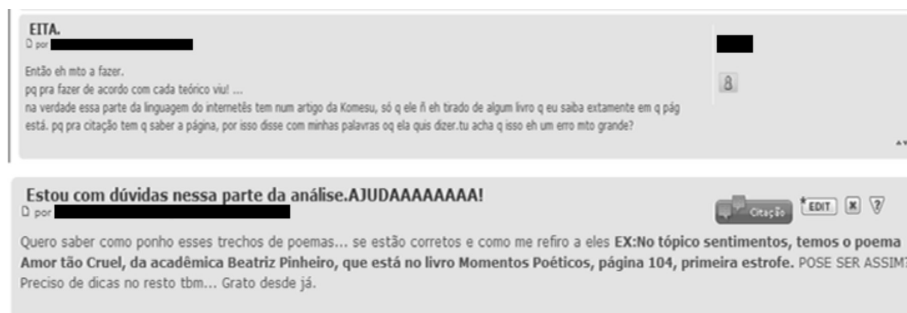 EITA.
por
Então eh mto a fazer.
pq pra fazer de acordo com cada teórico viu! ...
na verdade essa parte da linguagem do internetês tem num artigo da Komesu, só q ele ñ eh tirado de algum livro q eu saiba extamente em q pág
está. pq pra citação tem q saber a página, por isso disse com minhas palavras oq ela quis dizer.tu acha q isso eh um erro mto grande?
Estou com dúvidas nessa parte da análise.AJUDAAAAAAAA!
por
Citação
EDIT
Quero saber como ponho esses trechos de poemas... se estão corretos e como me refiro a eles EX:No tópico sentimentos, temos o poema
Amor tão Cruel, da acadêmica Beatriz Pinheiro, que está no livro Momentos Poéticos, página 104, primeira estrofe. POSE SER ASSIM?
Preciso de dicas no resto tbm... Grato desde já.